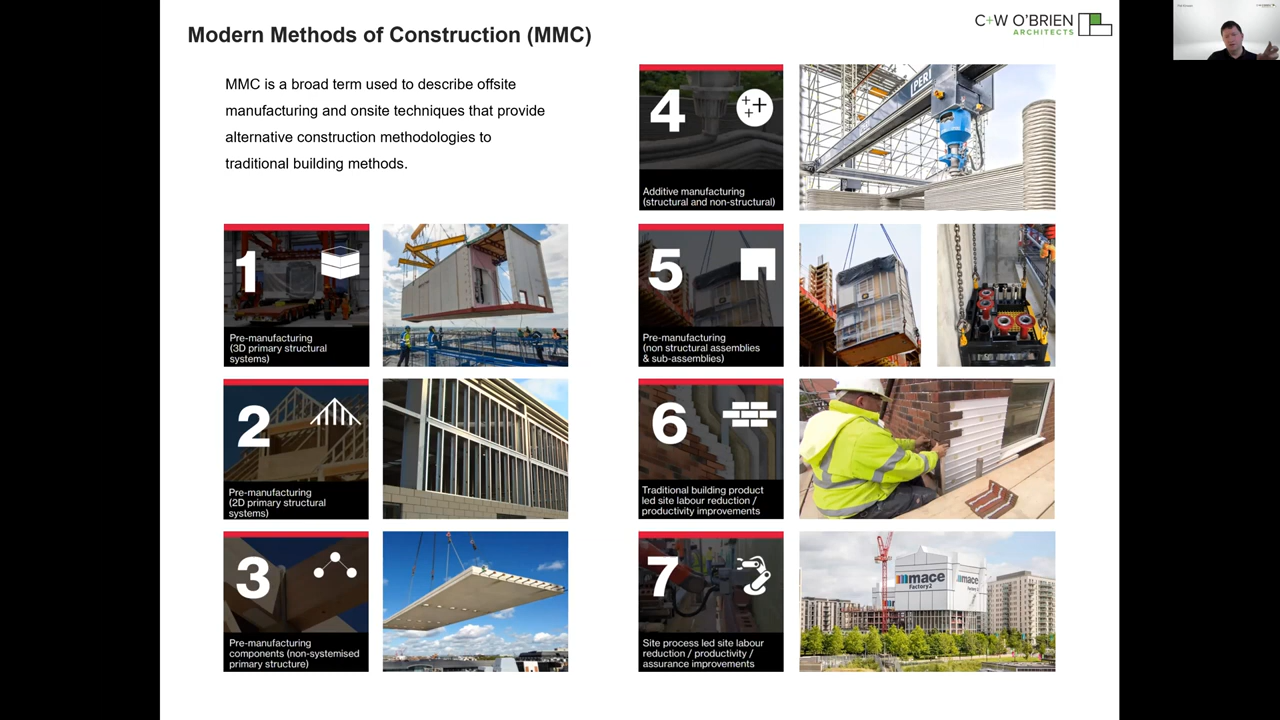 Modern Methods of Construction (MMC)
C+W O'BRIEN
ARCHITECTS
MMC is a broad term used to describe offsite
manufacturing and onsite techniques that provide
alternative construction methodologies to
traditional building methods.
1
Pre-manufacturing
(3D primary structural
systems)
2
Pre-manufacturing
(2D primary structural
systems)
3
Pre-manufacturing
components (non-systemised
primary structure)
4
Additive manufacturing
(structural and non-structural)
PERI
5
Pre-manufacturing
(non structural assemblies
& sub-assemblies)
6
Traditional building product
led site labour reduction /
productivity improvements
7
Site process led site labour
reduction / productivity /
assurance improvements
mace
Factory2
mace